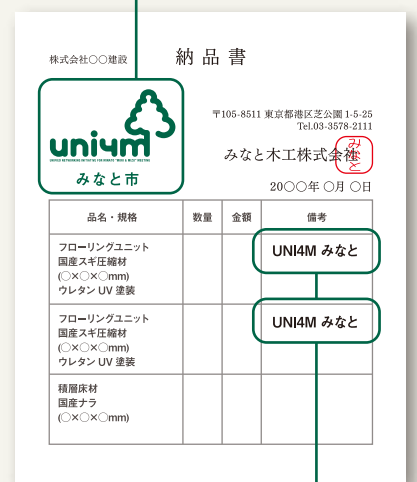 納品書
株式会社○○建設
uni4m
UNIFIED NETWORKING INITIATIVE FOR MINATO "MORI & MIZU" MEETING
みなと市
〒105-8511 東京都港区芝公園 1-5-25
Tel.03-3578-2111
みなと木工株式会社
みなと
20○○年 ○月 ○日
品名・規格 数量 金額 備考
フローリングユニット
国産スギ圧縮材
(○×○×○mm)
ウレタン UV 塗装
UNI4M みなと
フローリングユニット
国産スギ圧縮材
(○×○×○mm)
ウレタン UV 塗装
UNI4M みなと
積層床材
国産ナラ
(○×○×○mm)